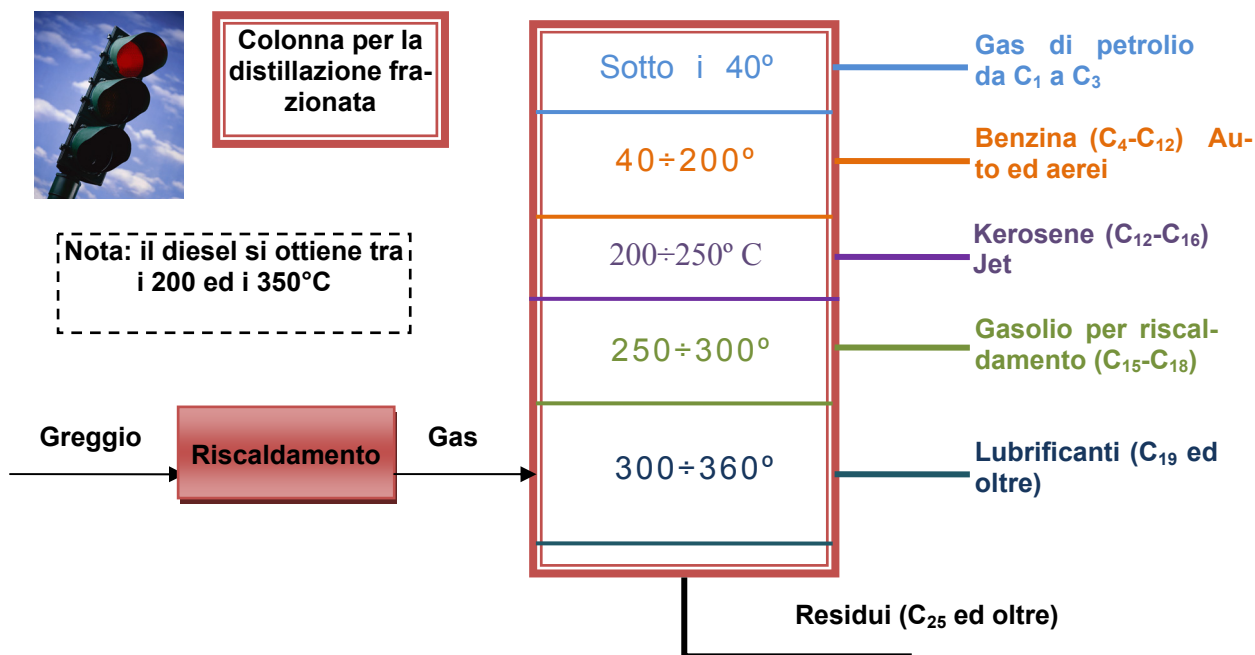 Colonna per la
distillazione fra-
zionata
Nota: il diesel si ottiene tra
i 200 ed i 350°C
Greggio
Riscaldamento
Gas
Sotto i 40º
40÷200º
200÷250º C
250÷300º
300÷360º
Gas di petrolio
da C₁ a C₃
Benzina (C₄-C₁₂) Au-
to ed aerei
Kerosene (C₁₂-C₁₆)
Jet
Gasolio per riscal-
damento (C₁₅-C₁₈)
Lubrificanti (C₁₉ ed
oltre)
Residui (C₂₅ ed oltre)